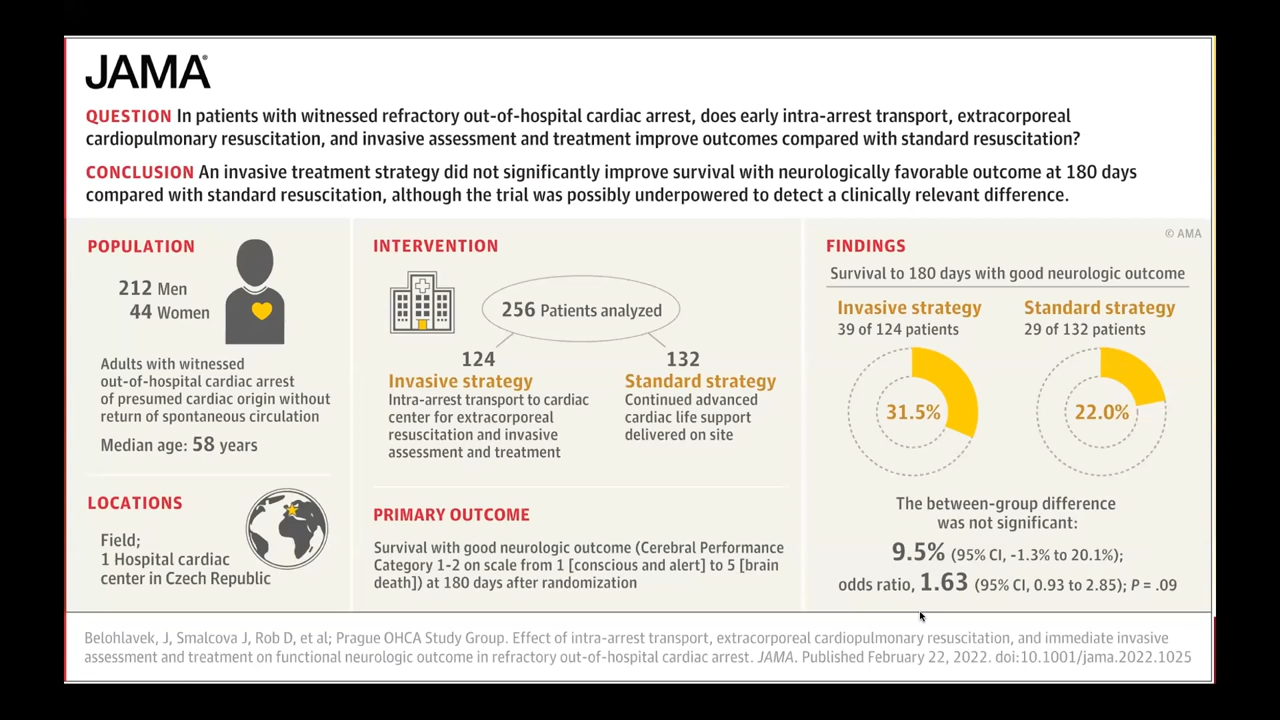 JAMA®
QUESTION In patients with witnessed refractory out-of-hospital cardiac arrest, does early intra-arrest transport, extracorporeal
cardiopulmonary resuscitation, and invasive assessment and treatment improve outcomes compared with standard resuscitation?
CONCLUSION An invasive treatment strategy did not significantly improve survival with neurologically favorable outcome at 180 days
compared with standard resuscitation, although the trial was possibly underpowered to detect a clinically relevant difference.
© AMA
POPULATION
212 Men
44 Women
Adults with witnessed
out-of-hospital cardiac arrest
of presumed cardiac origin without
return of spontaneous circulation
Median age: 58 years
LOCATIONS
Field;
1 Hospital cardiac
center in Czech Republic
INTERVENTION
256 Patients analyzed
124
Invasive strategy
Intra-arrest transport to cardiac
center for extracorporeal
resuscitation and invasive
assessment and treatment
132
Standard strategy
Continued advanced
cardiac life support
delivered on site
PRIMARY OUTCOME
Survival with good neurologic outcome (Cerebral Performance
Category 1-2 on scale from 1 [conscious and alert] to 5 [brain
death]) at 180 days after randomization
FINDINGS
Survival to 180 days with good neurologic outcome
Invasive strategy
39 of 124 patients
31.5%
Standard strategy
29 of 132 patients
22.0%
The between-group difference
was not significant:
9.5% (95% CI, -1.3% to 20.1%);
odds ratio, 1.63 (95% CI, 0.93 to 2.85); P = .09
Belohlavek, J, Smalcova J, Rob D, et al; Prague OHCA Study Group. Effect of intra-arrest transport, extracorporeal cardiopulmonary resuscitation, and immediate invasive
assessment and treatment on functional neurologic outcome in refractory out-of-hospital cardiac arrest. JAMA. Published February 22, 2022. doi:10.1001/jama.2022.1025